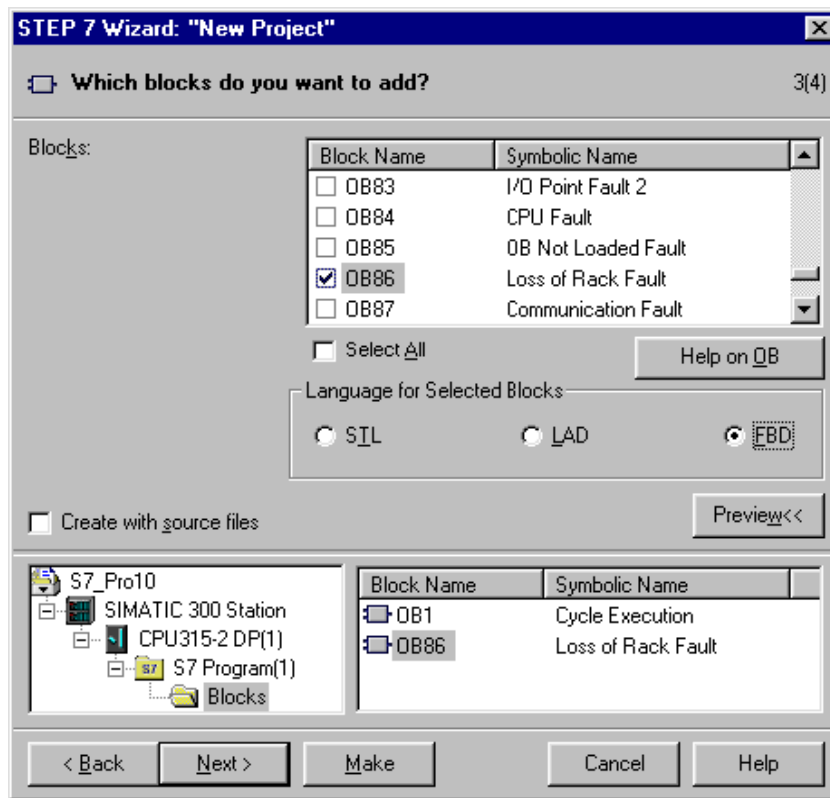 STEP 7 Wizard: "New Project"
Which blocks do you want to add? 3(4)
Blocks:
Block Name Symbolic Name
OB83 I/O Point Fault 2
OB84 CPU Fault
OB85 OB Not Loaded Fault
OB86 Loss of Rack Fault
OB87 Communication Fault
Select All
Help on OB
Language for Selected Blocks
STL LAD FBD
Create with source files
Preview<<
S7_Pro10
SIMATIC 300 Station
CPU315-2 DP(1)
S7 S7 Program(1)
Blocks
Block Name Symbolic Name
OB1 Cycle Execution
OB86 Loss of Rack Fault
< Back Next > Make Cancel Help